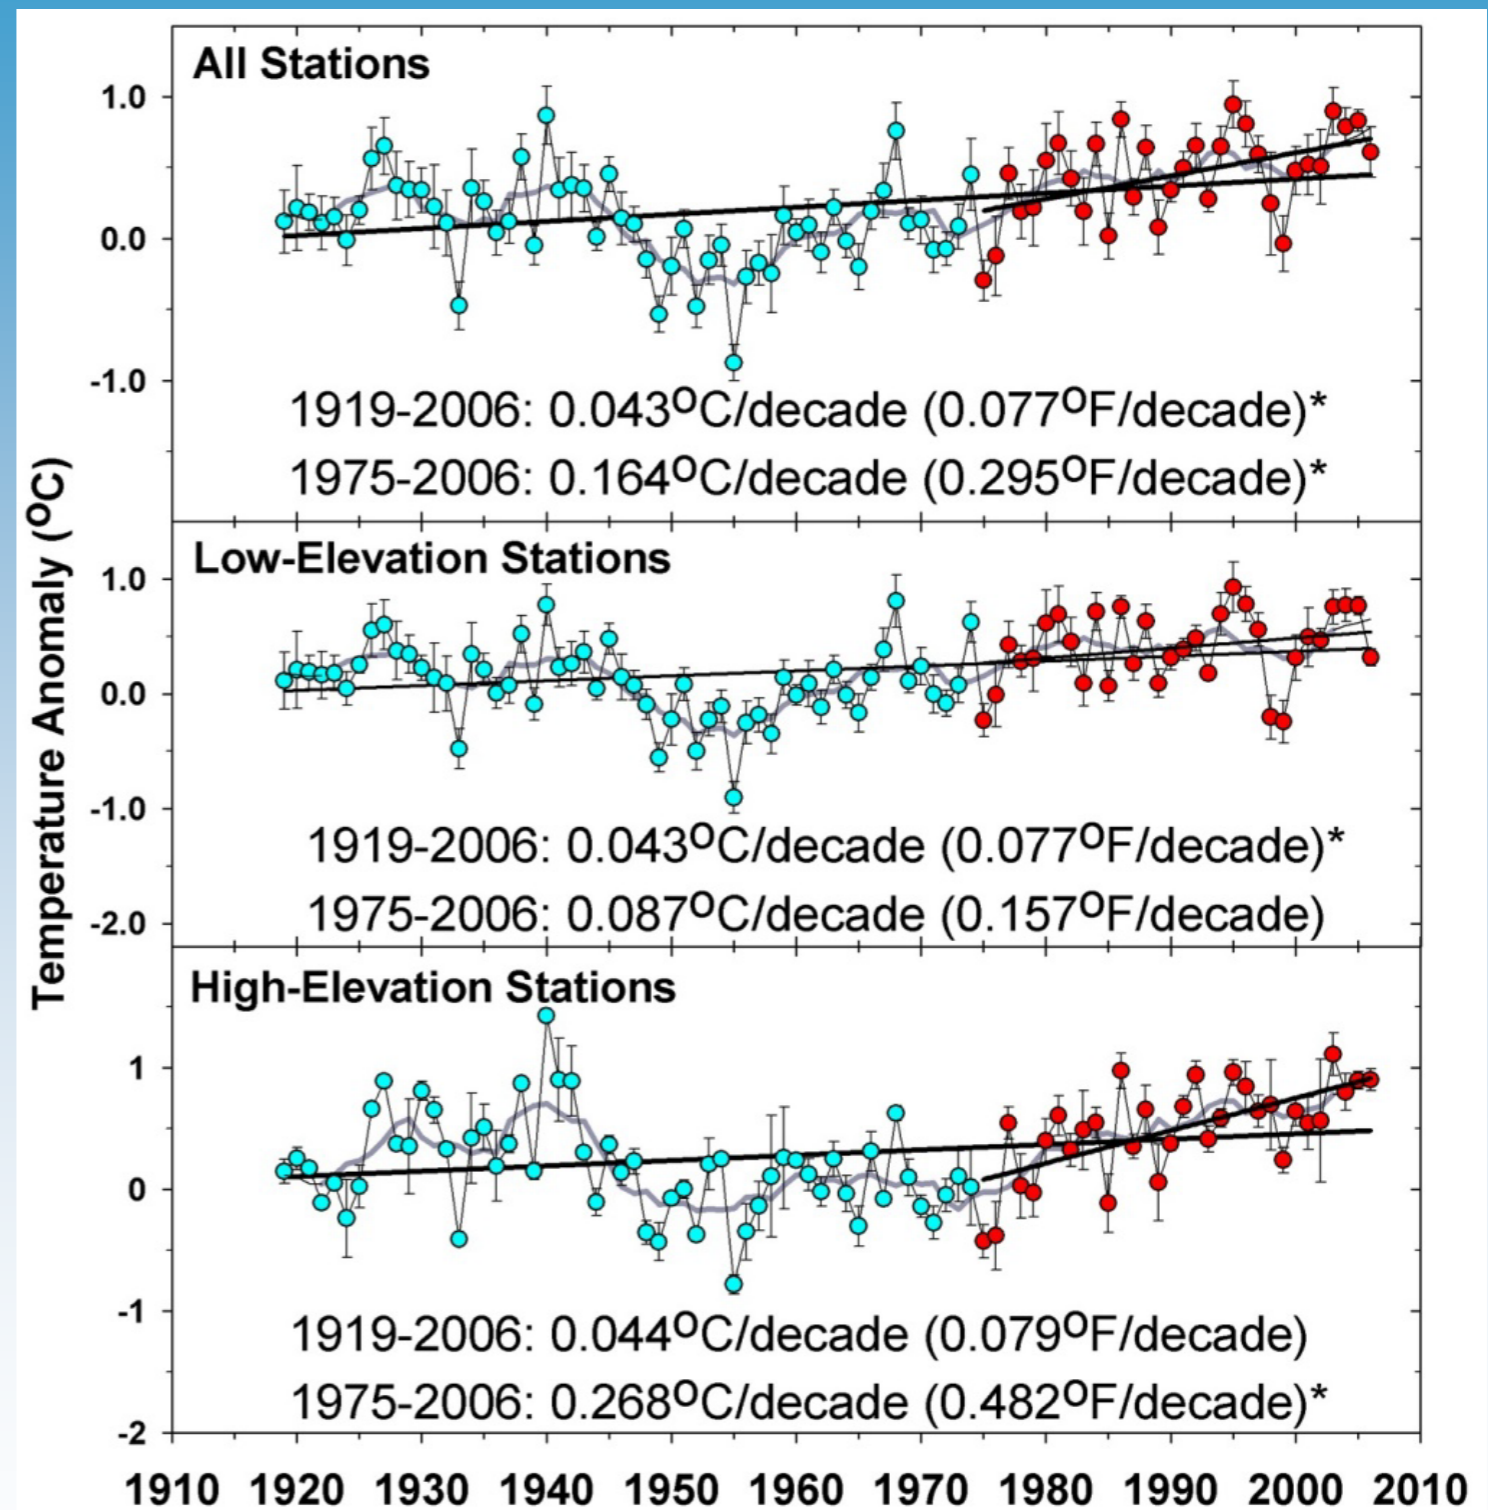 All Stations
1.0
0.0
-1.0
1919-2006: 0.043ºC/decade (0.077ºF/decade)*
1975-2006: 0.164ºC/decade (0.295ºF/decade)*
Temperature Anomaly (ºC)
Low-Elevation Stations
1.0
0.0
-1.0
-2.0
1919-2006: 0.043ºC/decade (0.077ºF/decade)*
1975-2006: 0.087ºC/decade (0.157ºF/decade)
High-Elevation Stations
1
0
-1
-2
1919-2006: 0.044ºC/decade (0.079ºF/decade)
1975-2006: 0.268ºC/decade (0.482ºF/decade)*
1910 1920 1930 1940 1950 1960 1970 1980 1990 2000 2010